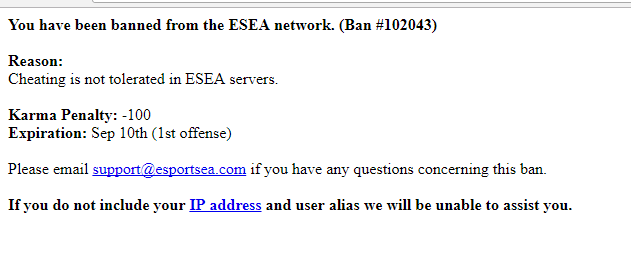 You have been banned from the ESEA network. (Ban #102043)
Reason:
Cheating is not tolerated in ESEA servers.
Karma Penalty: -100
Expiration: Sep 10th (1st offense)
Please email support@esportsea.com if you have any questions concerning this ban.
If you do not include your IP address and user alias we will be unable to assist you.